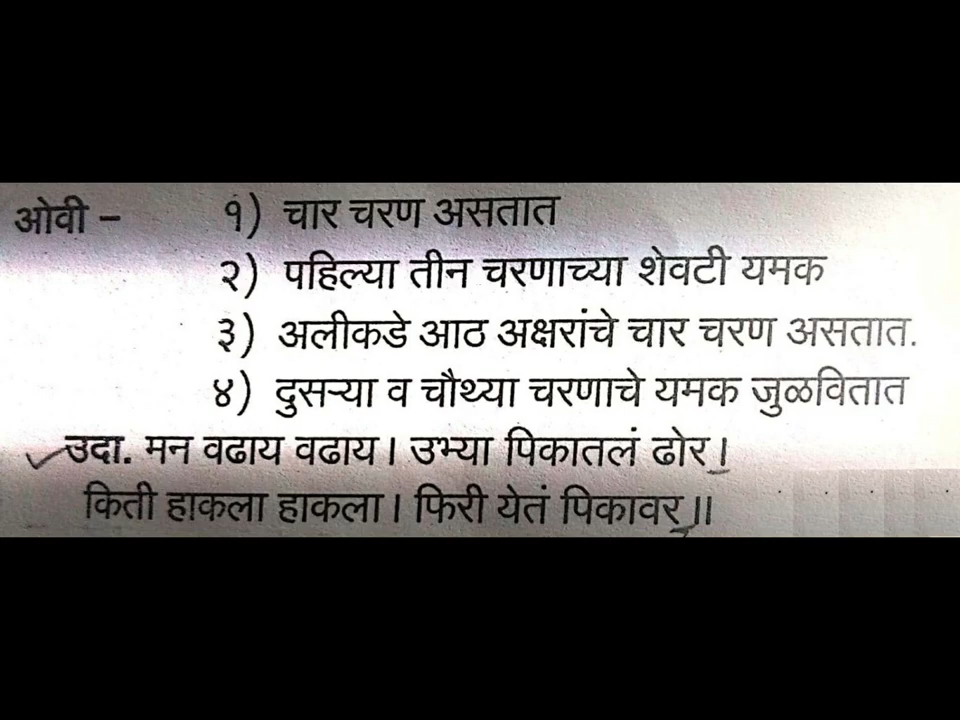 ओवी – १) चार चरण असतात
२) पहिल्या तीन चरणाच्या शेवटी यमक
३) अलीकडे आठ अक्षरांचे चार चरण असतात.
४) दुसऱ्या व चौथ्या चरणाचे यमक जुळवितात
उदा. मन वढाय वढाय । उभ्या पिकातलं ढोर ।
किती हाकला हाकला । फिरी येतं पिकावर ॥